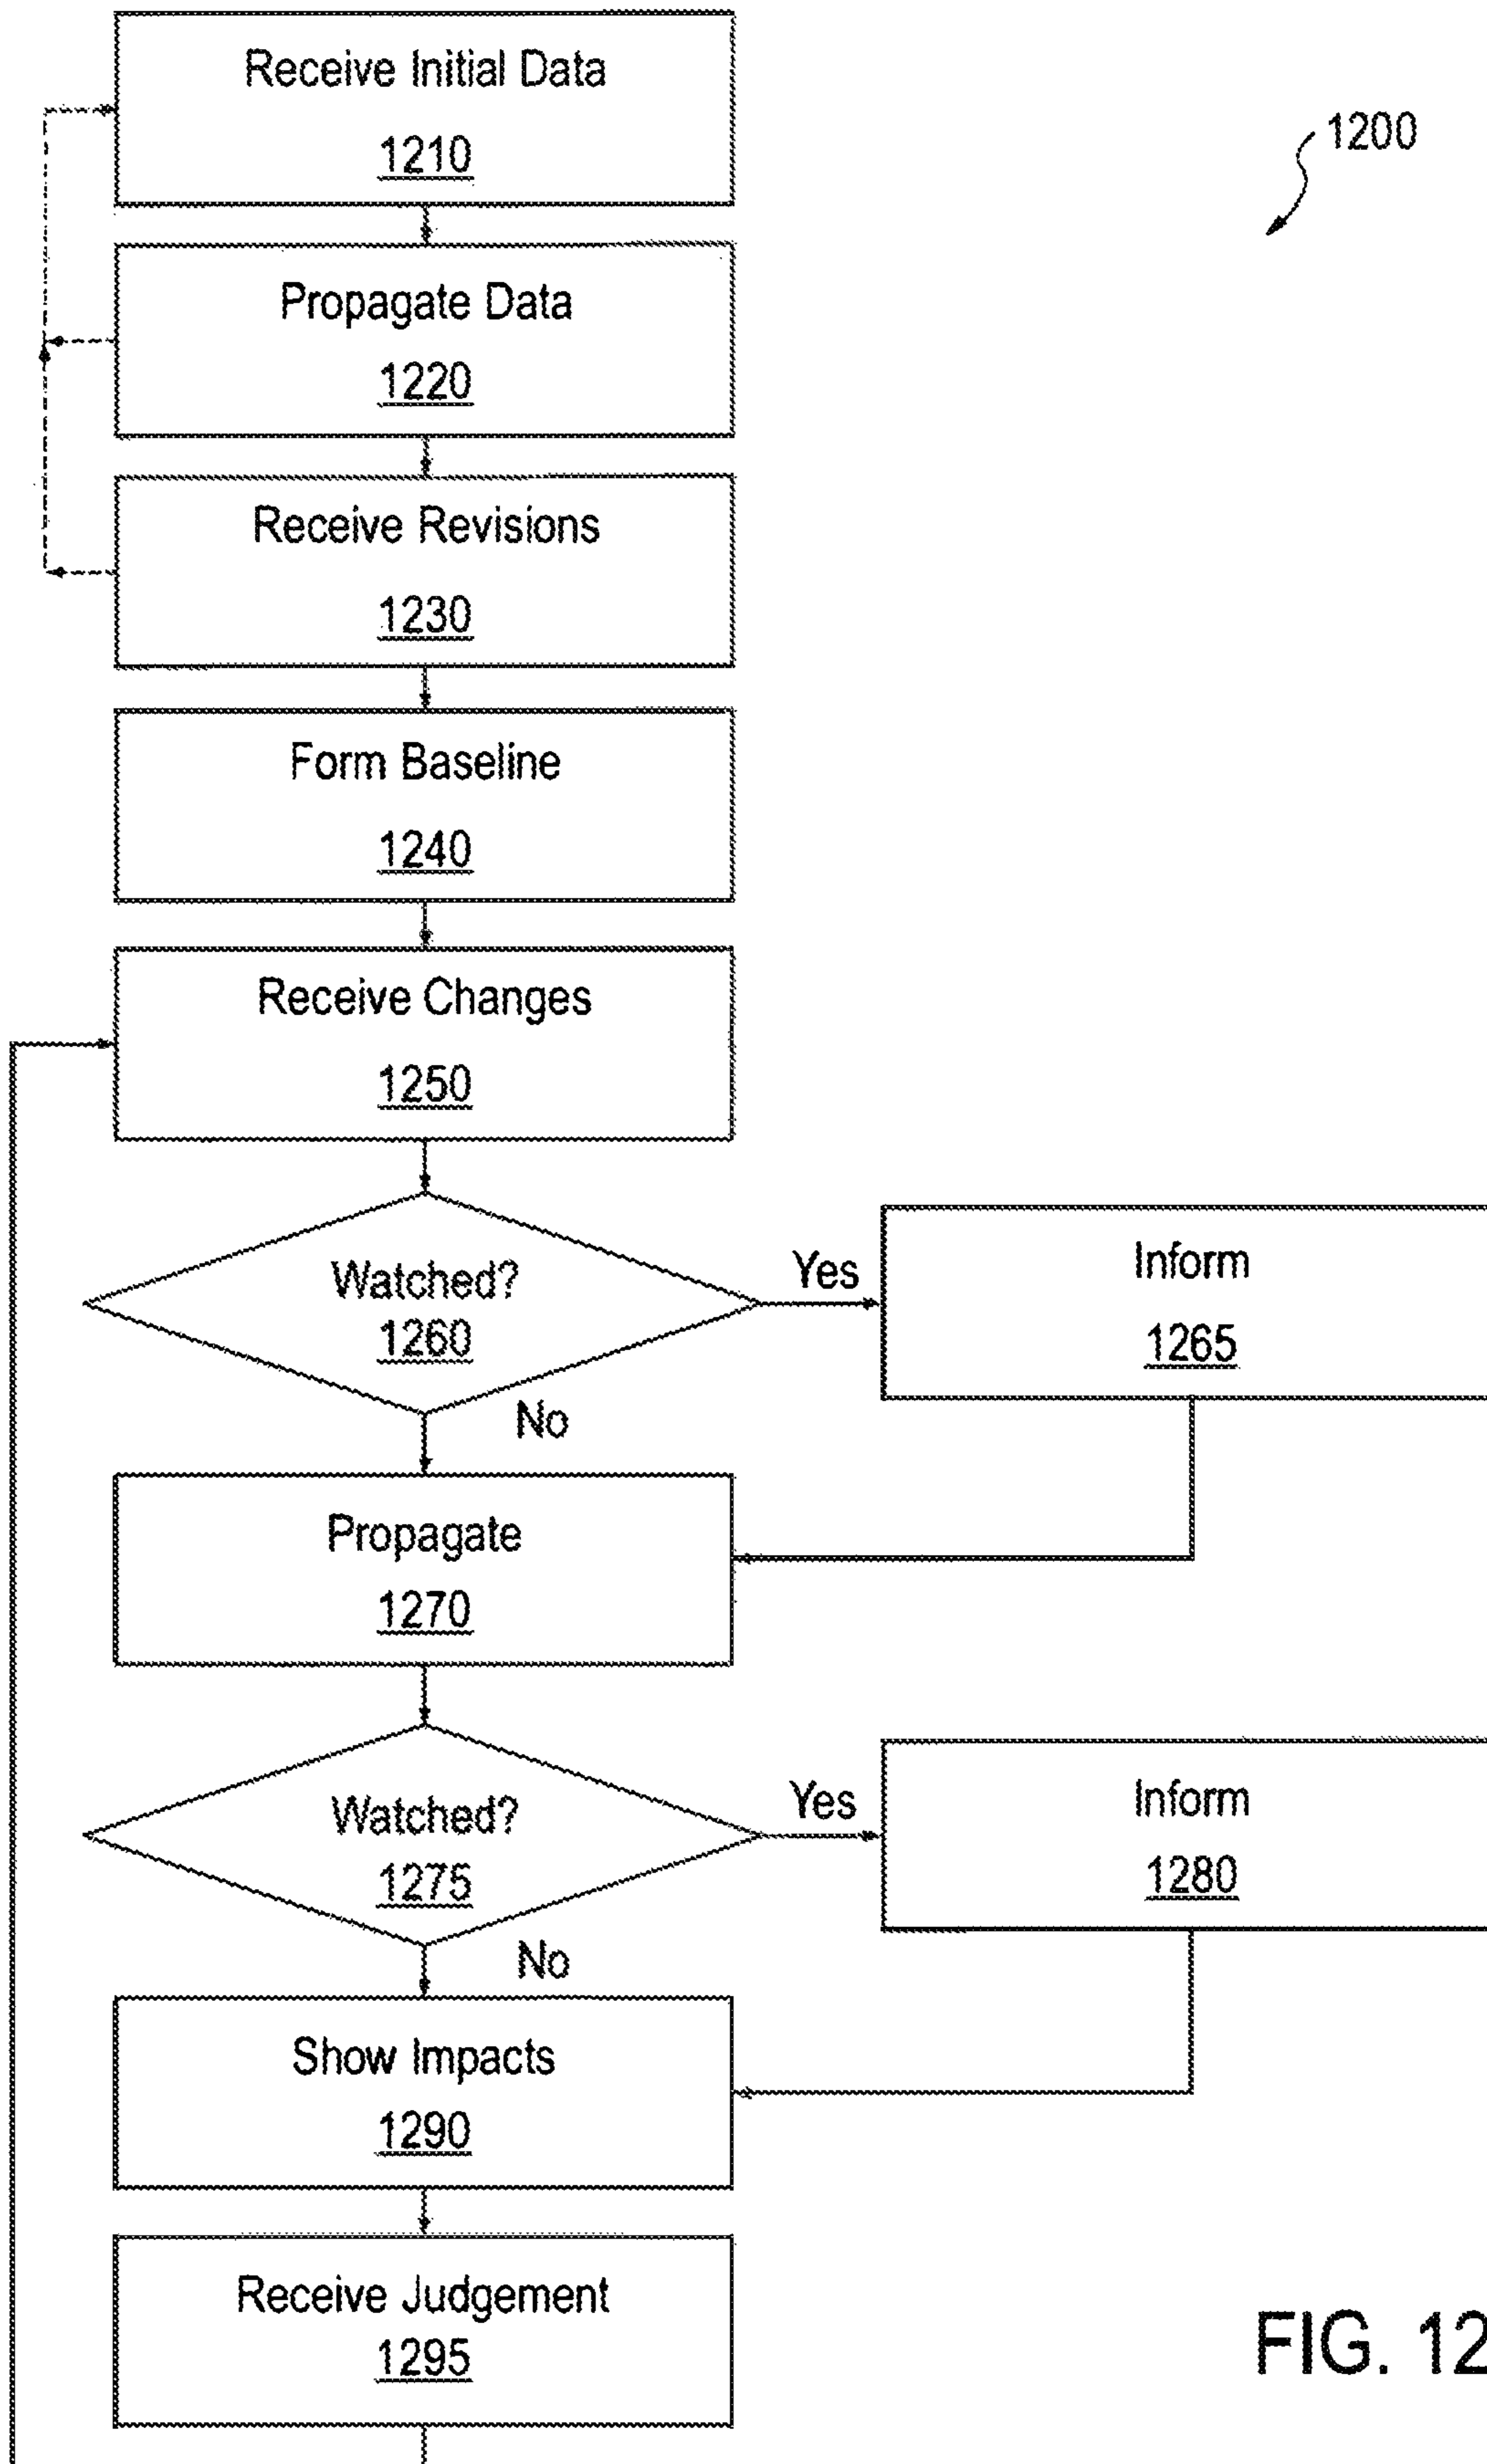 Receive Initial Data
1210
1200
Propagate Data
1220
Receive Revisions
1230
Form Baseline
1240
Receive Changes
1250
Watched?
1260
Yes
Inform
1265
No
Propagate
1270
Watched?
1275
Yes
Inform
1280
No
Show Impacts
1290
Receive Judgement
1295
FIG. 12